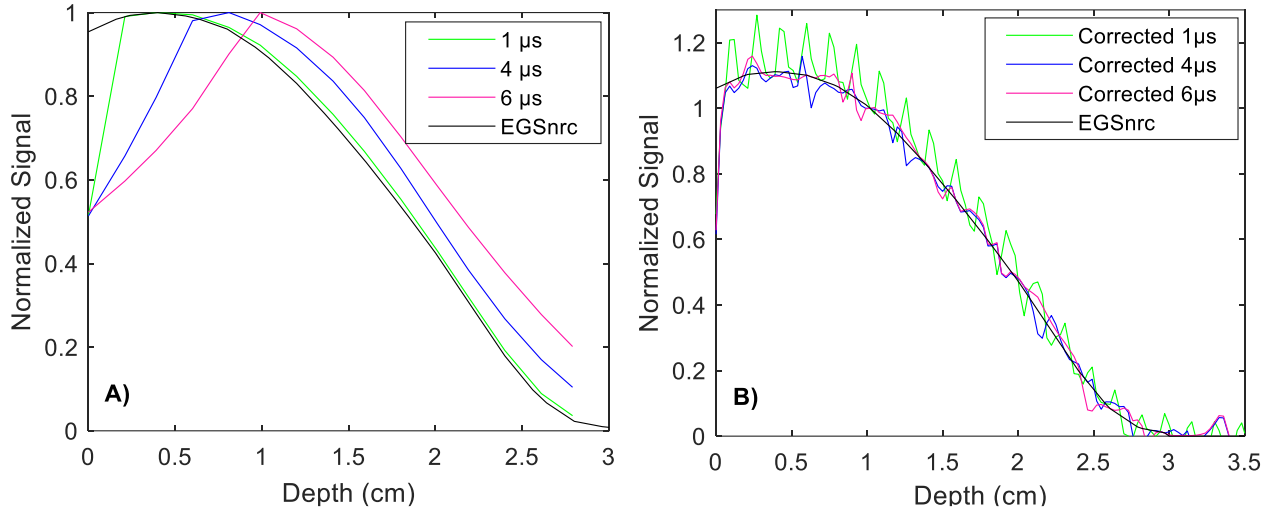 1
0.8
0.6
0.4
0.2
0
Normalized Signal
1 µs
4 µs
6 µs
EGSnrc
A)
0 0.5 1 1.5 2 2.5 3
Depth (cm)
1.2
1
0.8
0.6
0.4
0.2
0
Normalized Signal
Corrected 1µs
Corrected 4µs
Corrected 6µs
EGSnrc
B)
0 0.5 1 1.5 2 2.5 3 3.5
Depth (cm)